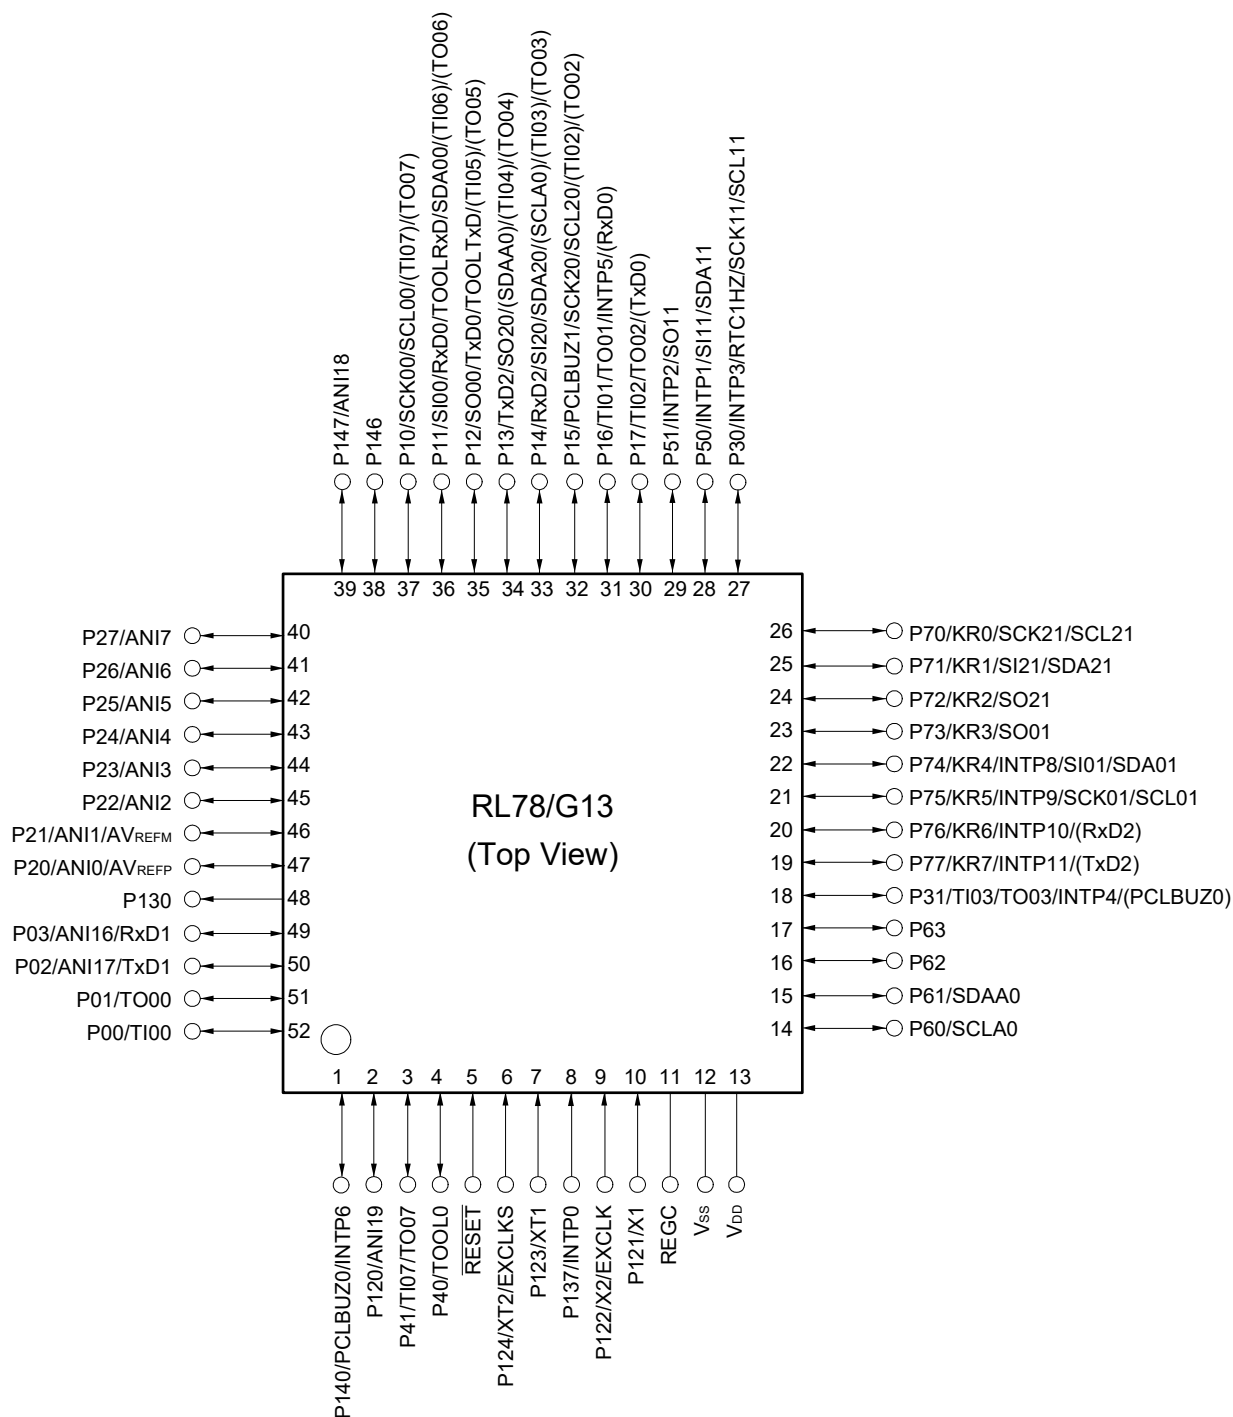 P147/ANI18
P146
P10/SCK00/SCL00/(TI07)/(TO07)
P11/SI00/RxD0/TOOLRxD/SDA00/(TI06)/(TO06)
P12/SO00/TxD0/TOOLTxD/(TI05)/(TO05)
P13/TxD2/SO20/(SDAA0)/(TI04)/(TO04)
P14/RxD2/SI20/SDA20/(SCLA0)/(TI03)/(TO03)
P15/PCLBUZ1/SCK20/SCL20/(TI02)/(TO02)
P16/TI01/TO01/INTP5/(RxD0)
P17/TI02/TO02/(TxD0)
P51/INTP2/SO11
P50/INTP1/SI11/SDA11
P30/INTP3/RTC1HZ/SCK11/SCL11
39 38 37 36 35 34 33 32 31 30 29 28 27
P27/ANI7 40
P26/ANI6 41
P25/ANI5 42
P24/ANI4 43
P23/ANI3 44
P22/ANI2 45
P21/ANI1/AVREFM 46
P20/ANI0/AVREFP 47
P130 48
P03/ANI16/RxD1 49
P02/ANI17/TxD1 50
P01/TO00 51
P00/TI00 52
RL78/G13
(Top View)
26 P70/KR0/SCK21/SCL21
25 P71/KR1/SI21/SDA21
24 P72/KR2/SO21
23 P73/KR3/SO01
22 P74/KR4/INTP8/SI01/SDA01
21 P75/KR5/INTP9/SCK01/SCL01
20 P76/KR6/INTP10/(RxD2)
19 P77/KR7/INTP11/(TxD2)
18 P31/TI03/TO03/INTP4/(PCLBUZ0)
17 P63
16 P62
15 P61/SDAA0
14 P60/SCLA0
1 2 3 4 5 6 7 8 9 10 11 12 13
P140/PCLBUZ0/INTP6
P120/ANI19
P41/TI07/TO07
P40/TOOL0
RESET
P124/XT2/EXCLKS
P123/XT1
P137/INTP0
P122/X2/EXCLK
P121/X1
REGC
VSS
VDD